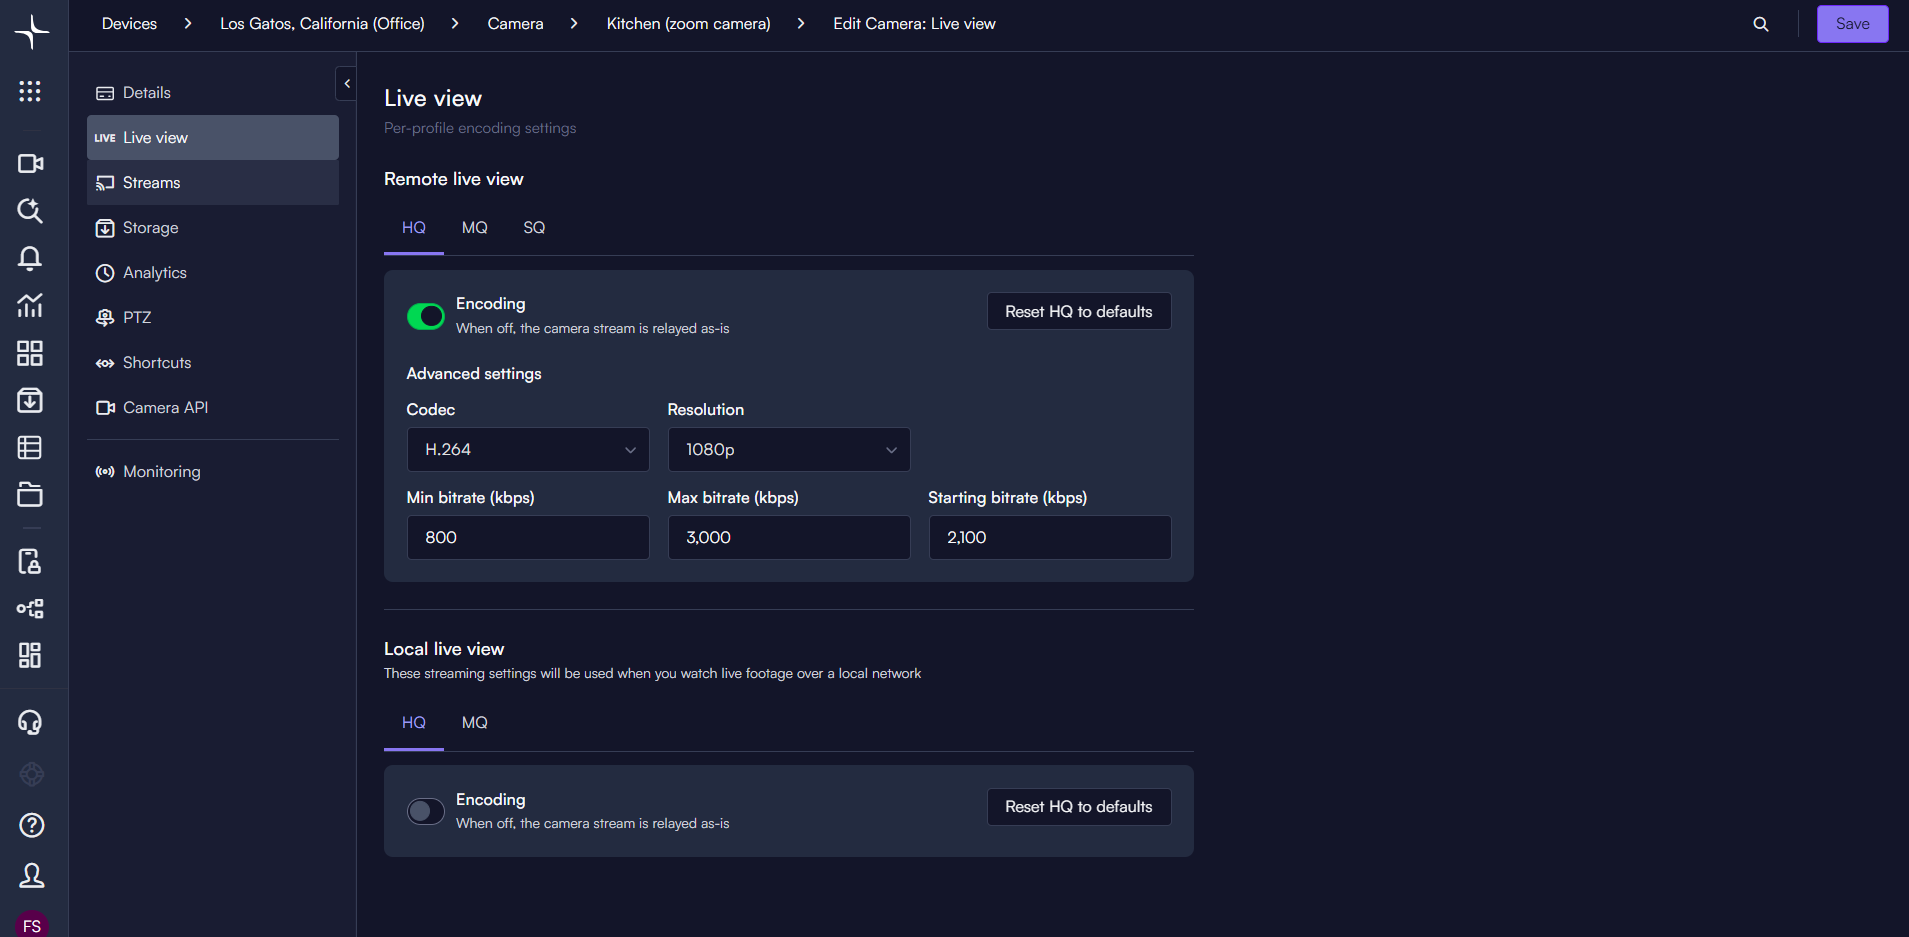 Devices > Los Gatos, California (Office) > Camera > Kitchen (zoom camera) > Edit Camera: Live view
Save
Details
LIVE Live view
Streams
Storage
Analytics
PTZ
Shortcuts
Camera API
Monitoring
FS
Live view
Per-profile encoding settings
Remote live view
HQ MQ SQ
Encoding
When off, the camera stream is relayed as-is
Reset HQ to defaults
Advanced settings
Codec Resolution
H.264 1080p
Min bitrate (kbps) Max bitrate (kbps) Starting bitrate (kbps)
800 3,000 2,100
Local live view
These streaming settings will be used when you watch live footage over a local network
HQ MQ
Encoding
When off, the camera stream is relayed as-is
Reset HQ to defaults